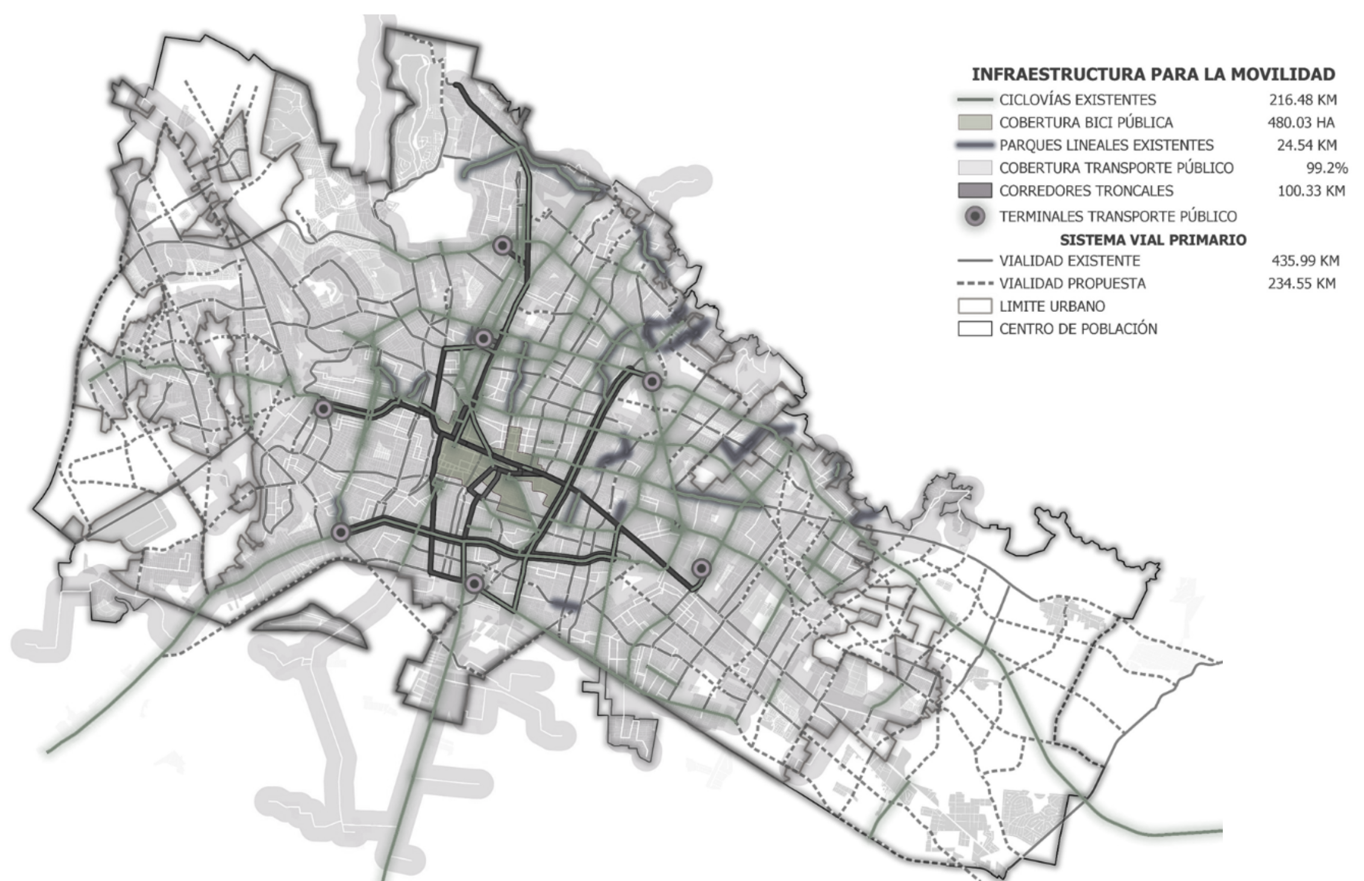 INFRAESTRUCTURA PARA LA MOVILIDAD
CICLOVÍAS EXISTENTES 216.48 KM
COBERTURA BICI PÚBLICA 480.03 HA
PARQUES LINEALES EXISTENTES 24.54 KM
COBERTURA TRANSPORTE PÚBLICO 99.2%
CORREDORES TRONCALES 100.33 KM
TERMINALES TRANSPORTE PÚBLICO
SISTEMA VIAL PRIMARIO
VIALIDAD EXISTENTE 435.99 KM
VIALIDAD PROPUESTA 234.55 KM
LIMITE URBANO
CENTRO DE POBLACIÓN